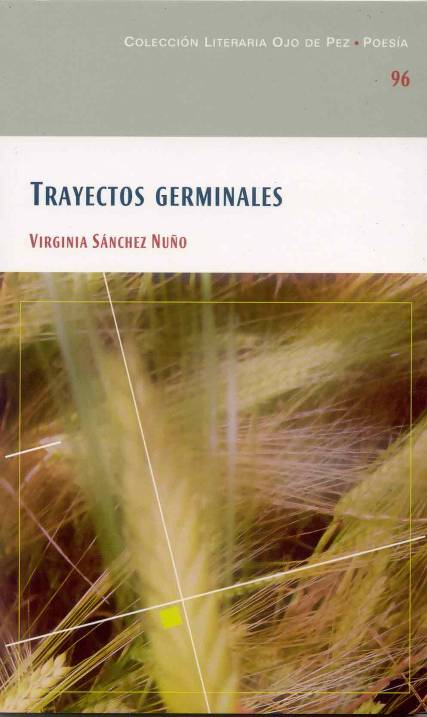 COLECCIÓN LITERARIA OJO DE PEZ • POESÍA
96
TRAYECTOS GERMINALES
VIRGINIA SÁNCHEZ NUÑO